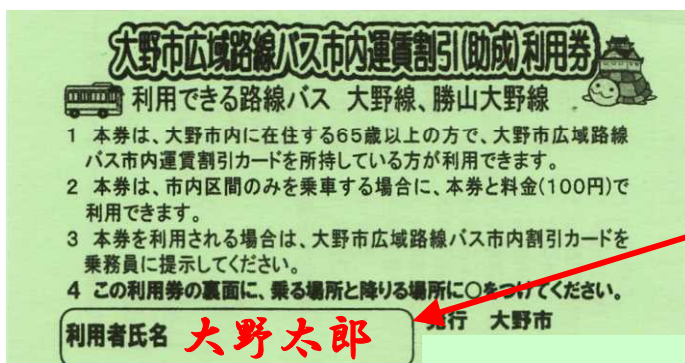 大野市広域路線バス市内運賃割引(助成)利用券
利用できる路線バス 大野線、勝山大野線
1 本券は、大野市内に在住する65歳以上の方で、大野市広域路線
バス市内運賃割引カードを所持している方が利用できます。
2 本券は、市内区間のみを乗車する場合に、本券と料金(100円)で
利用できます。
3 本券を利用される場合は、大野市広域路線バス市内割引カードを
乗務員に提示してください。
4 この利用券の裏面に、乗る場所と降りる場所に○をつけてください。
発行 大野市
利用者氏名 大野太郎